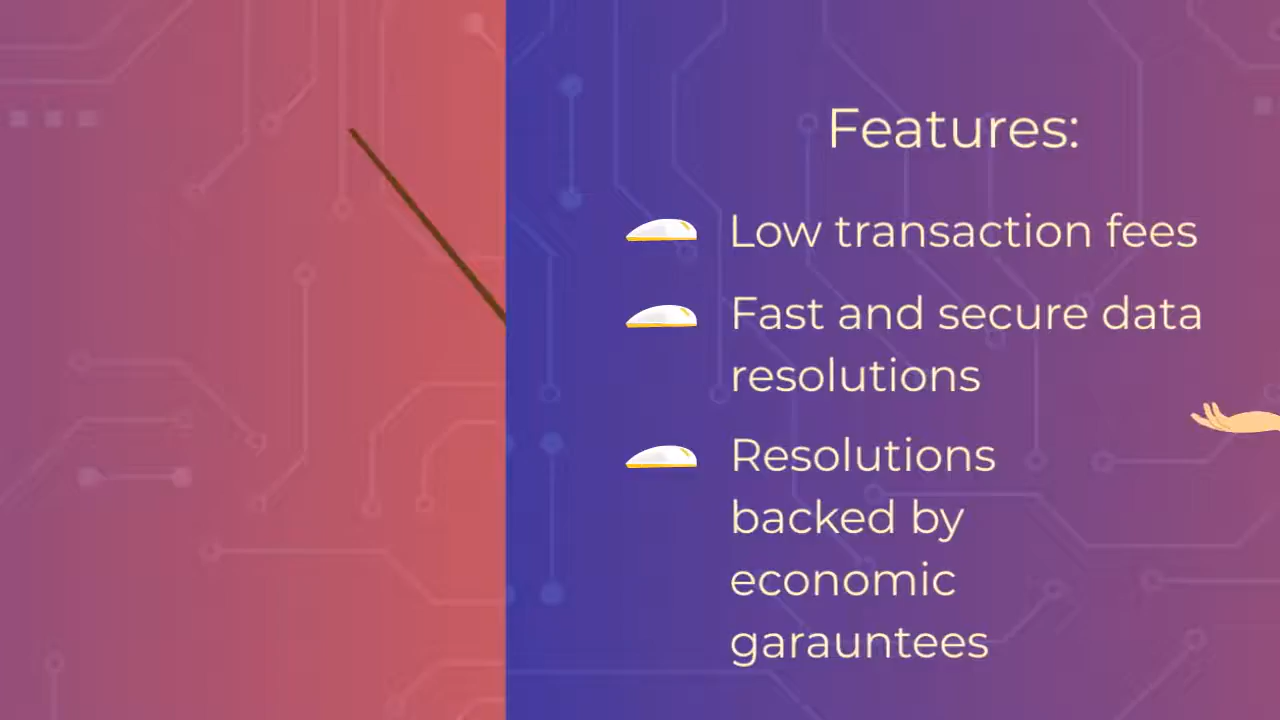 Features:
Low transaction fees
Fast and secure data
resolutions
Resolutions
backed by
economic
garauntees